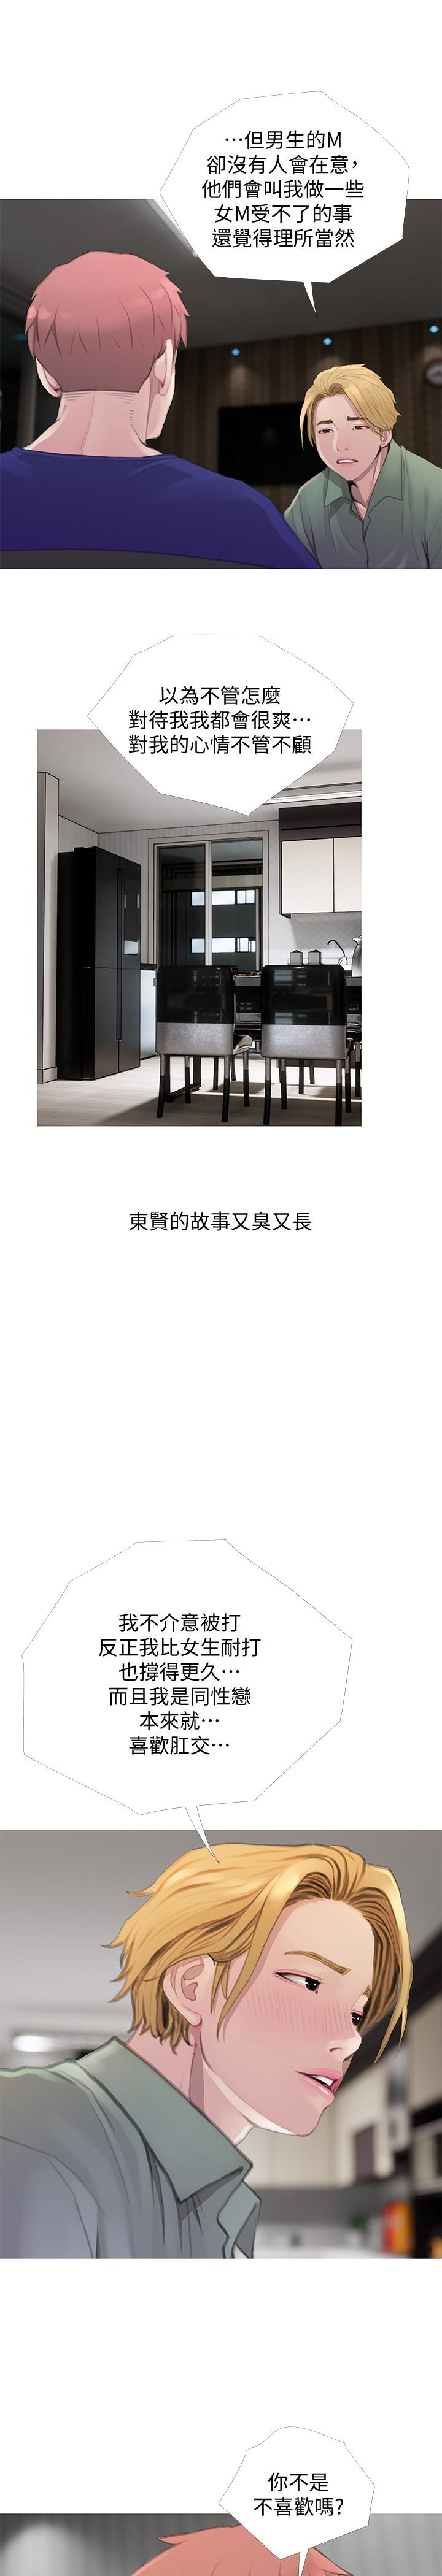 …但男生的M
卻沒有人會在意，
他們會叫我做一些
女M受不了的事
還覺得理所當然
以為不管怎麼
對待我我都會很爽…
對我的心情不管不顧
東賢的故事又臭又長
我不介意被打
反正我比女生耐打
也撐得更久…
而且我是同性戀
本來就…
喜歡肛交…
你不是
不喜歡嗎？